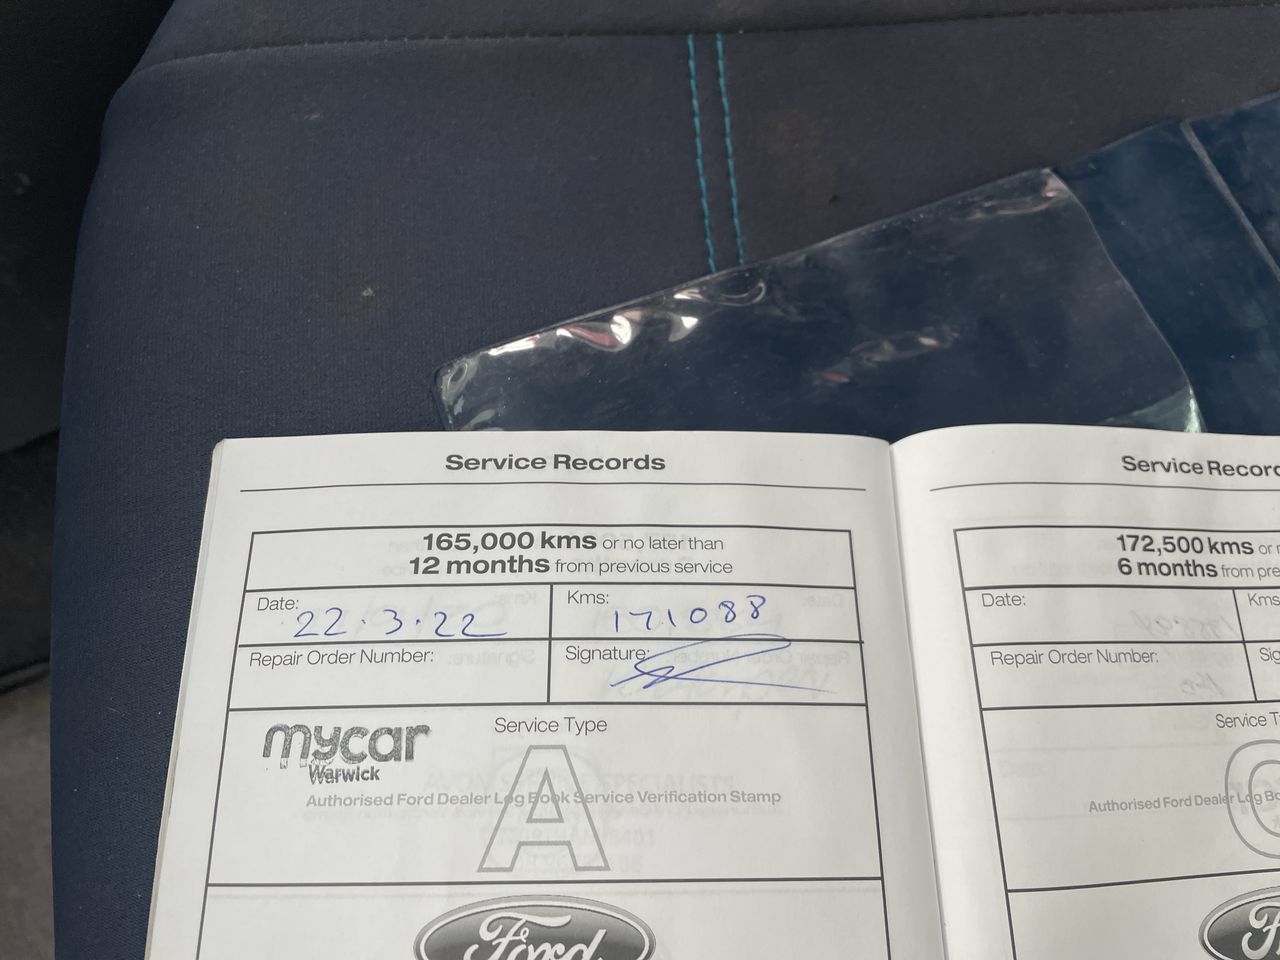 Service Records
165,000 kms or no later than
12 months from previous service
Date:
22.3.22
Kms:
171088
Repair Order Number:
Signature:
Service Type
mycar
Warwick
A
Authorised Ford Dealer Log Book Service Verification Stamp
Ford
Service Record
172,500 kms or
6 months from pre
Date:
Kms
Repair Order Number:
Sig
Service T
Authorised Ford Dealer Log Bo